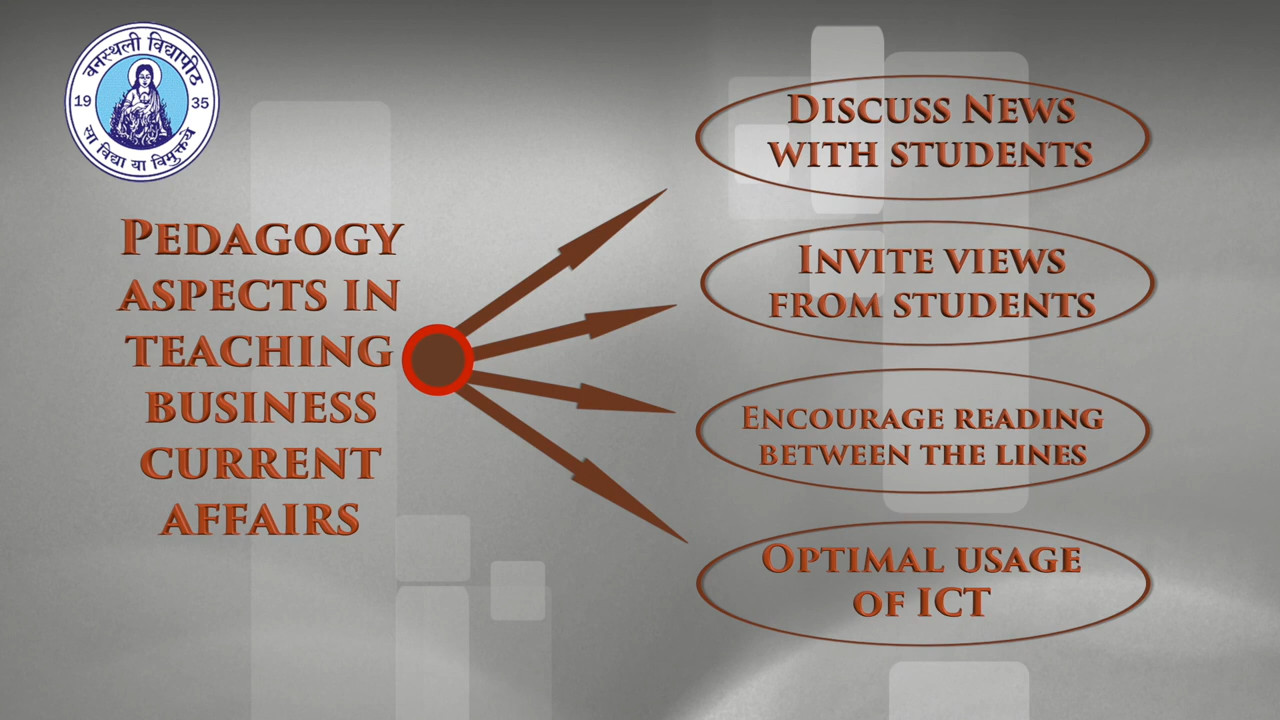 वनस्थली विद्यापीठ
19 35
सा विद्या या विमुक्तये
PEDAGOGY
ASPECTS IN
TEACHING
BUSINESS
CURRENT
AFFAIRS
DISCUSS NEWS
WITH STUDENTS
INVITE VIEWS
FROM STUDENTS
ENCOURAGE READING
BETWEEN THE LINES
OPTIMAL USAGE
OF ICT